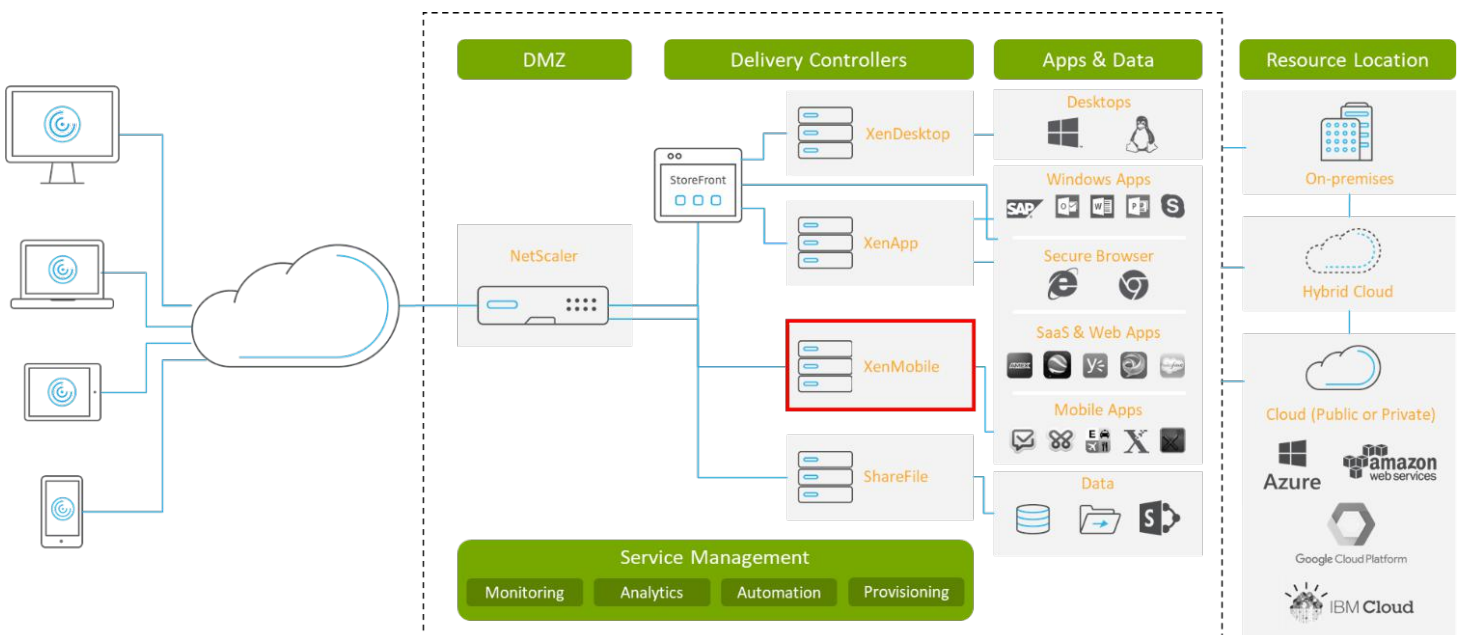 DMZ
Delivery Controllers
Apps & Data
Resource Location
NetScaler
StoreFront
XenDesktop
XenApp
XenMobile
ShareFile
Desktops
Windows Apps
SAP
Secure Browser
SaaS & Web Apps
Mobile Apps
Data
On-premises
Hybrid Cloud
Cloud (Public or Private)
Azure
amazon
web services
Google Cloud Platform
IBM Cloud
Service Management
Monitoring
Analytics
Automation
Provisioning